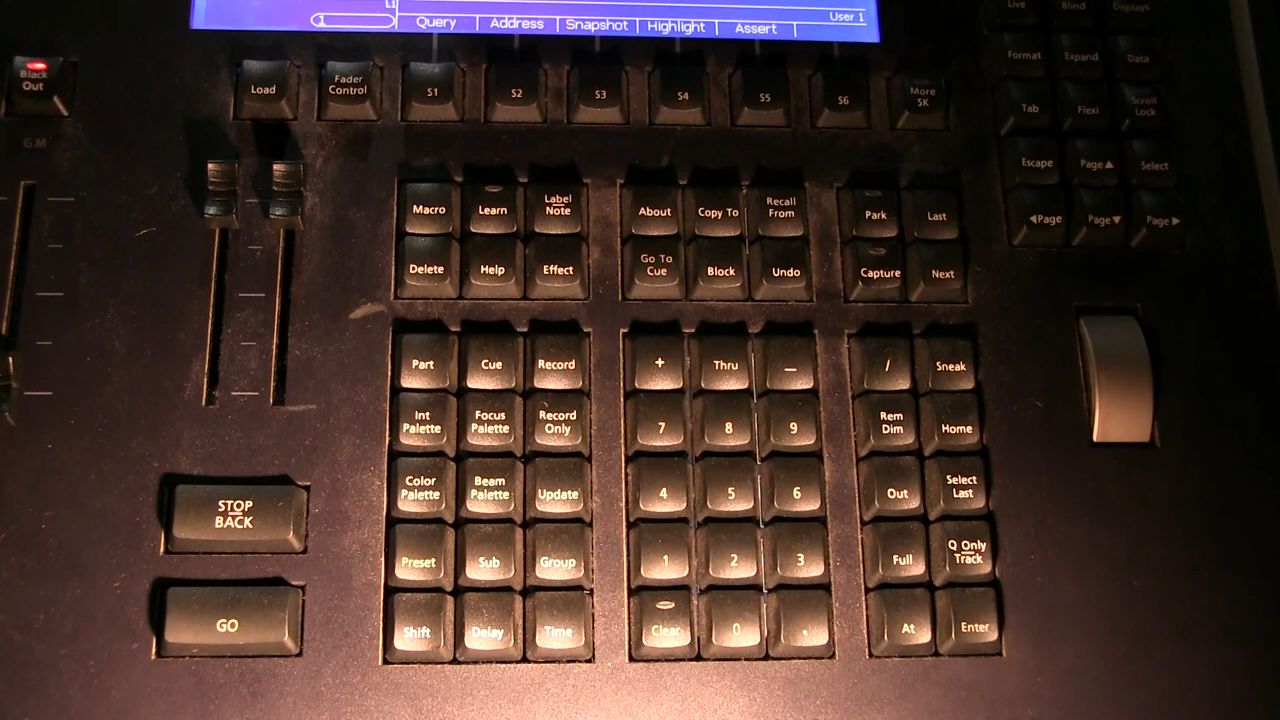 L1
1
Query Address Snapshot Highlight Assert
User 1
Live Blind Displays
Format Expand Data
Tab Flexi Scroll Lock
Escape Page▲ Select
◀Page Page▼ Page▶
Black Out
GM
Load Fader Control S1 S2 S3 S4 S5 S6 More SK
Macro Learn Label Note
Delete Help Effect
About Copy To Recall From
Go To Cue Block Undo
Park Last
Capture Next
Part Cue Record
Int Palette Focus Palette Record Only
Color Palette Beam Palette Update
Preset Sub Group
Shift Delay Time
+ Thru _
7 8 9
4 5 6
1 2 3
Clear 0 .
/ Sneak
Rem Dim Home
Out Select Last
Full Q Only Track
At Enter
STOP
BACK
GO